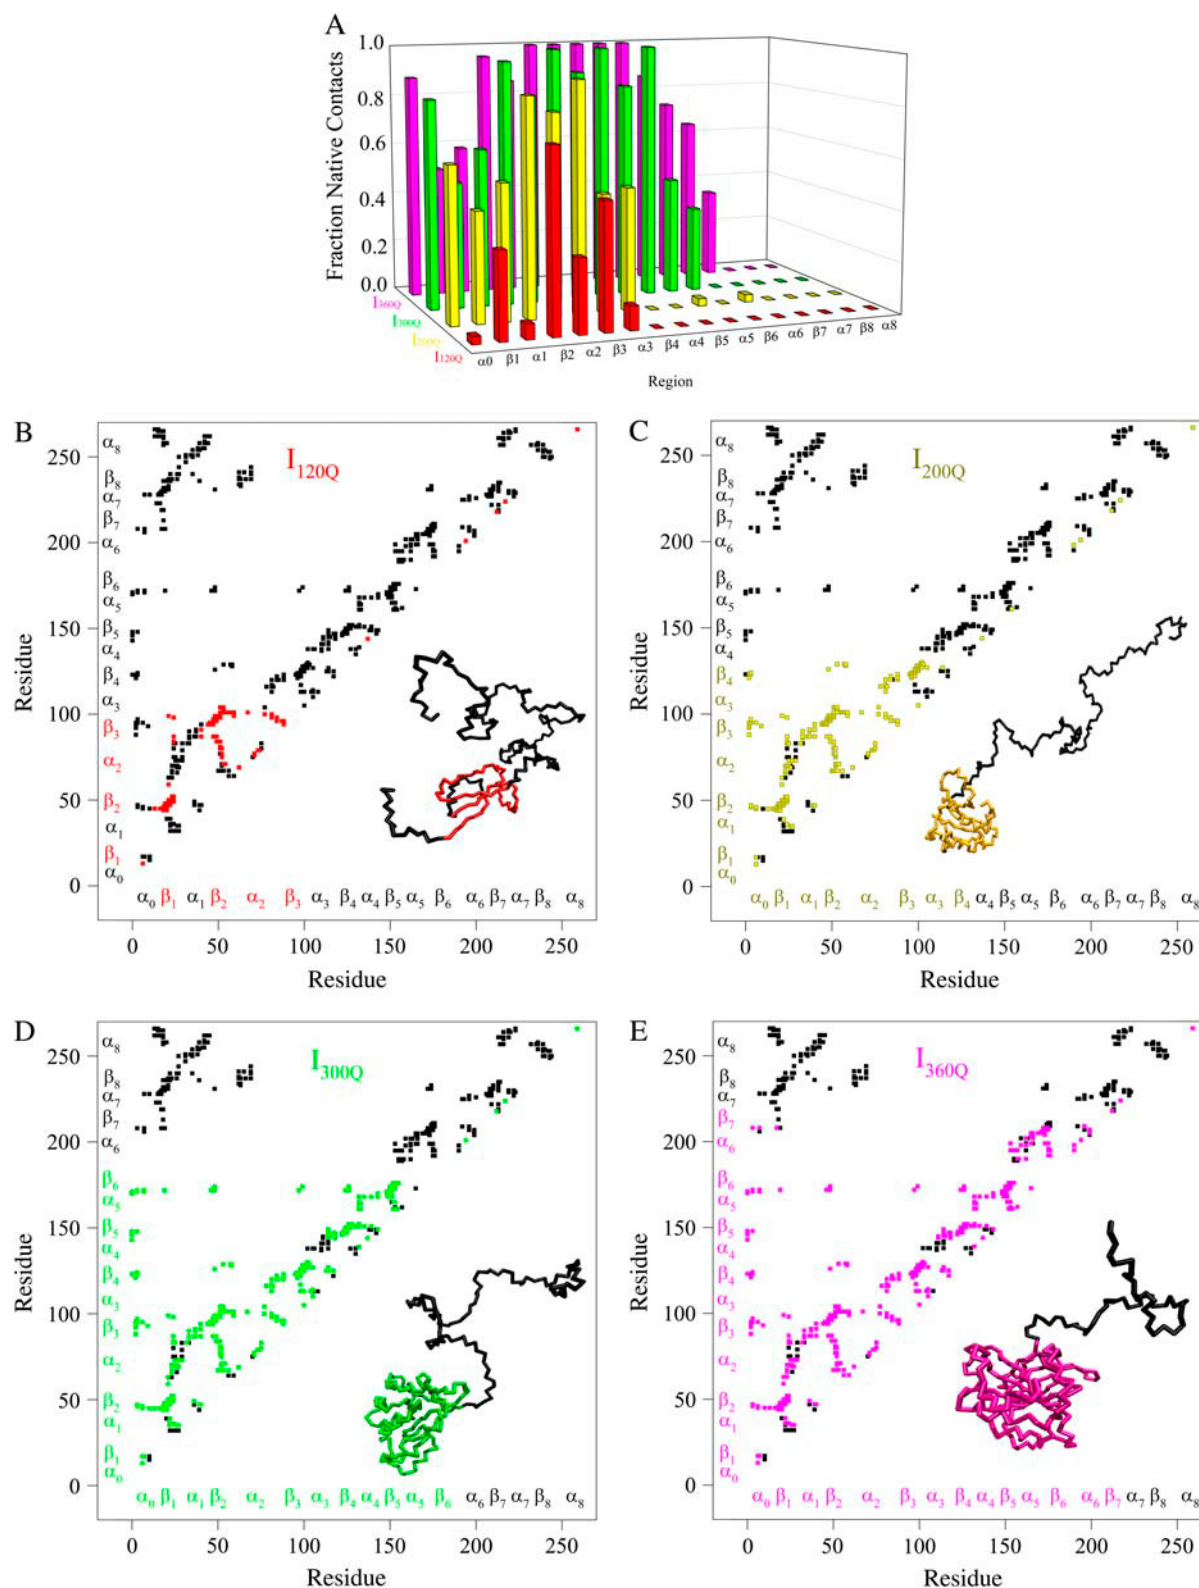 A
Fraction Native Contacts
1.0
0.8
0.6
0.4
0.2
0.0
I360Q
I300Q
I200Q
I120Q
α0 β1 α1 β2 α2 β3 α3 β4 α4 β5 α5 β6 α6 β7 α7 β8 α8
Region
B
I120Q
Residue
250
200
150
100
50
0
α8
β8
α7
β7
α6
β6
α5
β5
α4
β4
α3
β3
α2
β2
α1
β1
α0
α0 β1 α1 β2 α2 β3 α3 β4 α4 β5 α5 β6 α6 β7 α7 β8 α8
0 50 100 150 200 250
Residue
C
I200Q
Residue
250
200
150
100
50
0
α8
β8
α7
β7
α6
β6
α5
β5
α4
β4
α3
β3
α2
β2
α1
β1
α0
α0 β1 α1 β2 α2 β3 α3 β4 α4 β5 α5 β6 α6 β7 α7 β8 α8
0 50 100 150 200 250
Residue
D
I300Q
Residue
250
200
150
100
50
0
α8
β8
α7
β7
α6
β6
α5
β5
α4
β4
α3
β3
α2
β2
α1
β1
α0
α0 β1 α1 β2 α2 β3 α3 β4 α4 β5 α5 β6 α6 β7 α7 β8 α8
0 50 100 150 200 250
Residue
E
I360Q
Residue
250
200
150
100
50
0
α8
β8
α7
β7
α6
β6
α5
β5
α4
β4
α3
β3
α2
β2
α1
β1
α0
α0 β1 α1 β2 α2 β3 α3 β4 α4 β5 α5 β6 α6 β7 α7 β8 α8
0 50 100 150 200 250
Residue